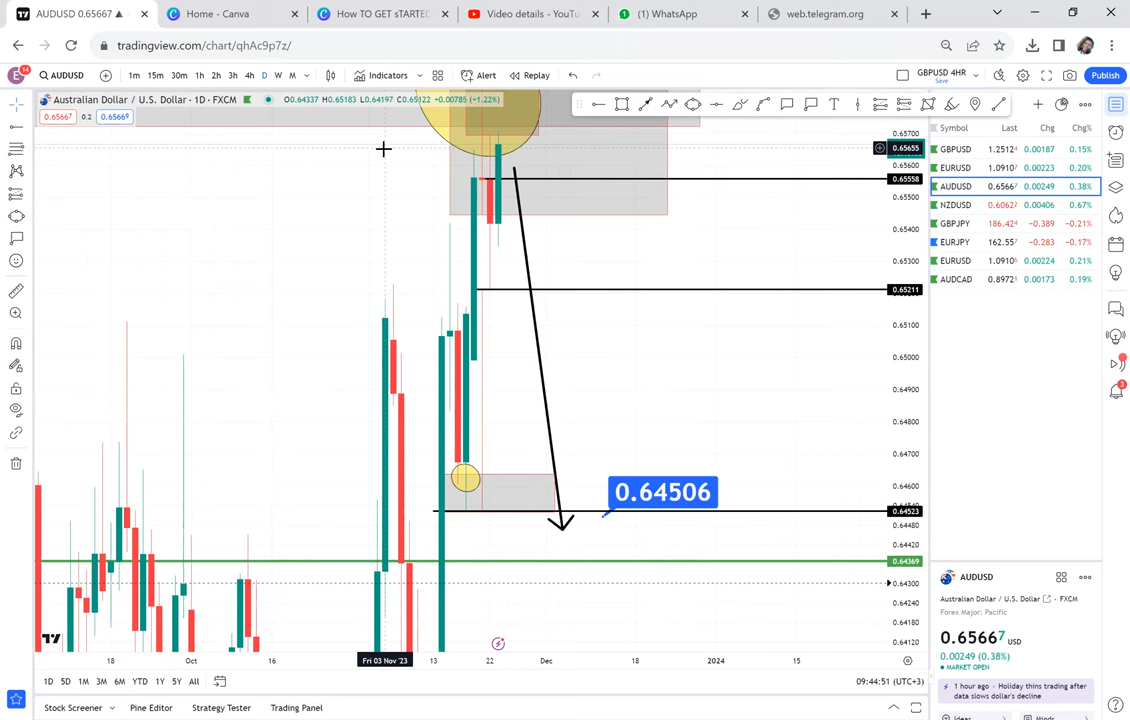 AUDUSD 0.65667 ▲
Home - Canva
How TO GET sTARTED
Video details - YouTu
(1) WhatsApp
web.telegram.org
tradingview.com/chart/qhAc9p7z/
E 14
AUDUSD
1m 15m 30m 1h 2h 3h 4h D W M
Indicators
Alert
Replay
GBPUSD 4HR
Save
Publish
Australian Dollar / U.S. Dollar · 1D · FXCM
O0.64337 H0.65183 L0.64197 C0.65122 +0.00785 (+1.22%)
0.65667 0.2 0.65669
Symbol Last Chg Chg%
GBPUSD 1.2512⁴ 0.00187 0.15%
EURUSD 1.0910⁷ 0.00223 0.20%
AUDUSD 0.6566⁷ 0.00249 0.38%
NZDUSD 0.6062² 0.00406 0.67%
GBPJPY 186.42⁴ −0.389 −0.21%
EURJPY 162.55⁷ −0.283 −0.17%
EURUSD 1.0910⁶ 0.00224 0.21%
AUDCAD 0.8972¹ 0.00173 0.19%
0.65700
0.65655
0.65600
0.65558
0.65500
0.65400
0.65300
0.65211
0.65100
0.65000
0.64900
0.64800
0.64700
0.64600
0.64523
0.64480
0.64420
0.64369
0.64300
0.64240
0.64180
0.64120
0.64506
18 Oct 16 Fri 03 Nov '23 13 22 Dec 18 2024 15
AUDUSD
Australian Dollar / U.S. Dollar · FXCM
Forex Major: Pacific
0.65667 USD
0.00249 (0.38%)
MARKET OPEN
1 hour ago · Holiday thins trading after
data slows dollar's descent
Ideas
Minds
1D 5D 1M 3M 6M YTD 1Y 5Y All
09:44:51 (UTC+3)
Stock Screener
Pine Editor
Strategy Tester
Trading Panel
3